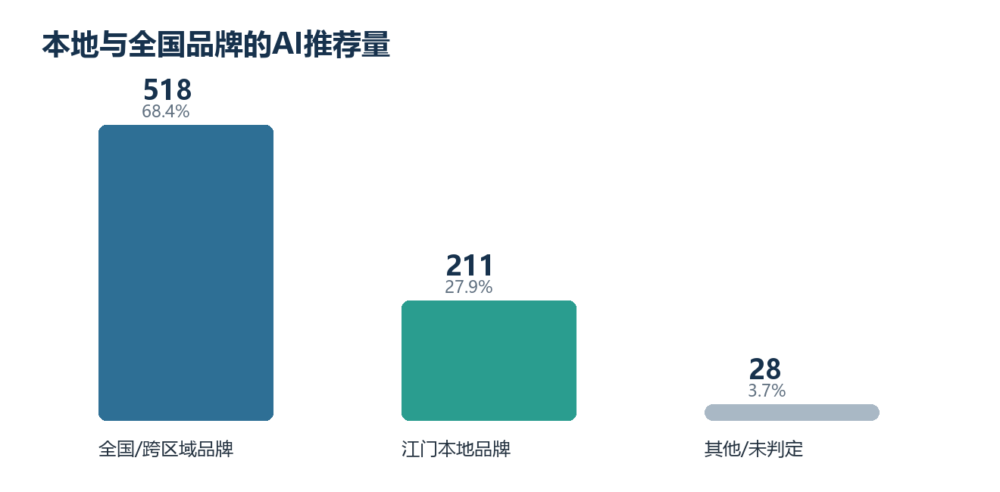 本地与全国品牌的AI推荐量
518
68.4%
211
27.9%
28
3.7%
全国/跨区域品牌
江门本地品牌
其他/未判定